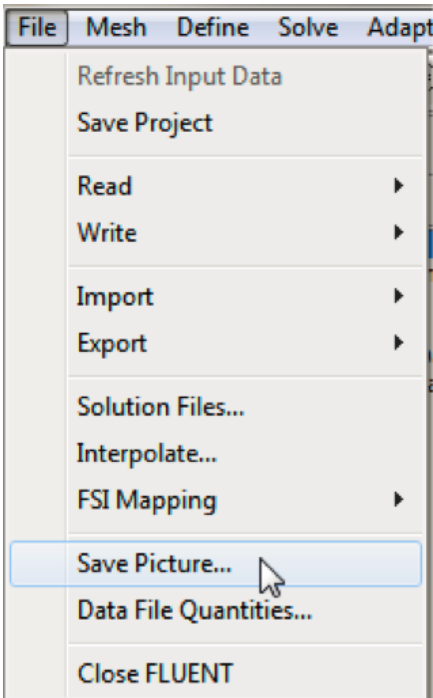 File Mesh Define Solve Adapt
Refresh Input Data
Save Project
Read
Write
Import
Export
Solution Files...
Interpolate...
FSI Mapping
Save Picture...
Data File Quantities...
Close FLUENT